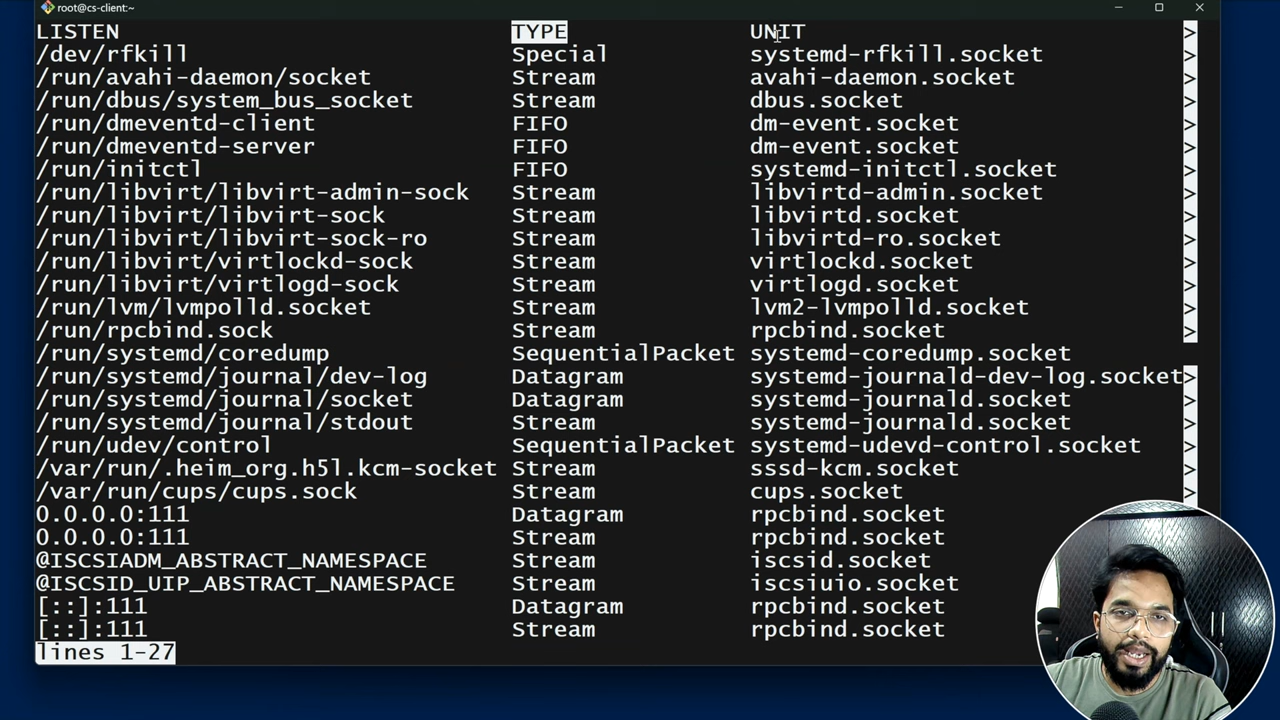 root@cs-client:~
LISTEN TYPE UNIT >
/dev/rfkill Special systemd-rfkill.socket >
/run/avahi-daemon/socket Stream avahi-daemon.socket >
/run/dbus/system_bus_socket Stream dbus.socket >
/run/dmeventd-client FIFO dm-event.socket >
/run/dmeventd-server FIFO dm-event.socket >
/run/initctl FIFO systemd-initctl.socket >
/run/libvirt/libvirt-admin-sock Stream libvirtd-admin.socket >
/run/libvirt/libvirt-sock Stream libvirtd.socket >
/run/libvirt/libvirt-sock-ro Stream libvirtd-ro.socket >
/run/libvirt/virtlockd-sock Stream virtlockd.socket >
/run/libvirt/virtlogd-sock Stream virtlogd.socket >
/run/lvm/lvmpolld.socket Stream lvm2-lvmpolld.socket >
/run/rpcbind.sock Stream rpcbind.socket >
/run/systemd/coredump SequentialPacket systemd-coredump.socket
/run/systemd/journal/dev-log Datagram systemd-journald-dev-log.socket>
/run/systemd/journal/socket Datagram systemd-journald.socket >
/run/systemd/journal/stdout Stream systemd-journald.socket >
/run/udev/control SequentialPacket systemd-udevd-control.socket >
/var/run/.heim_org.h5l.kcm-socket Stream sssd-kcm.socket >
/var/run/cups/cups.sock Stream cups.socket >
0.0.0.0:111 Datagram rpcbind.socket
0.0.0.0:111 Stream rpcbind.socket
@ISCSIADM_ABSTRACT_NAMESPACE Stream iscsid.socket
@ISCSID_UIP_ABSTRACT_NAMESPACE Stream iscsiuio.socket
[::]:111 Datagram rpcbind.socket
[::]:111 Stream rpcbind.socket
lines 1-27